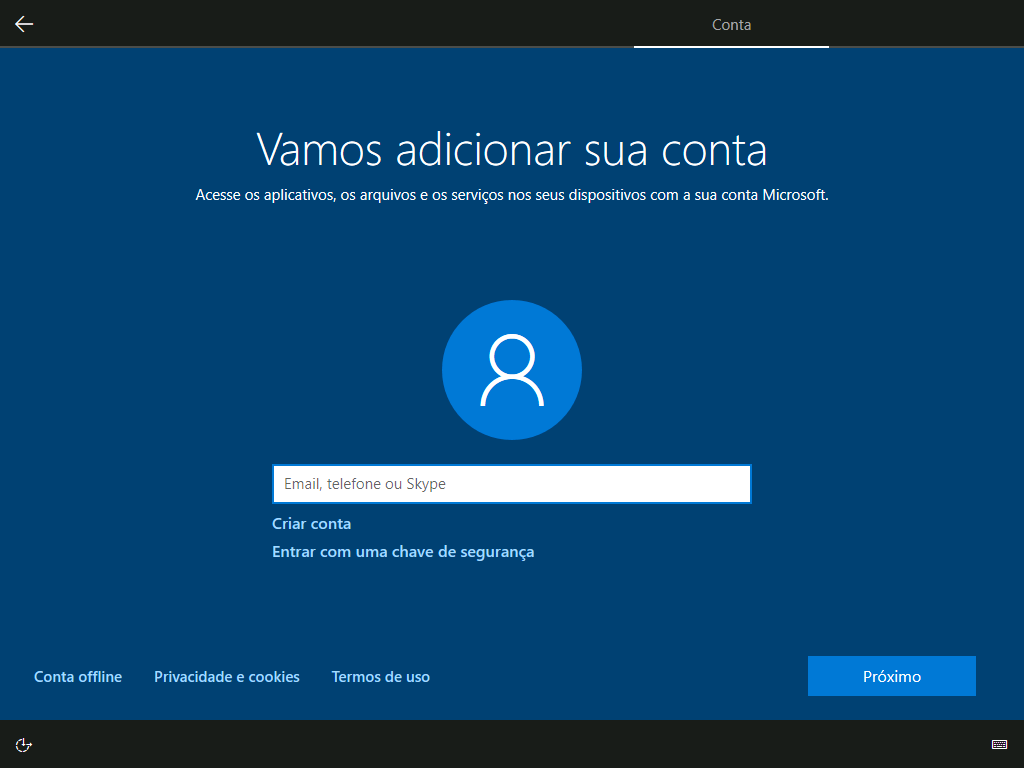 Conta
Vamos adicionar sua conta
Acesse os aplicativos, os arquivos e os serviços nos seus dispositivos com a sua conta Microsoft.
Email, telefone ou Skype
Criar conta
Entrar com uma chave de segurança
Conta offline
Privacidade e cookies
Termos de uso
Próximo